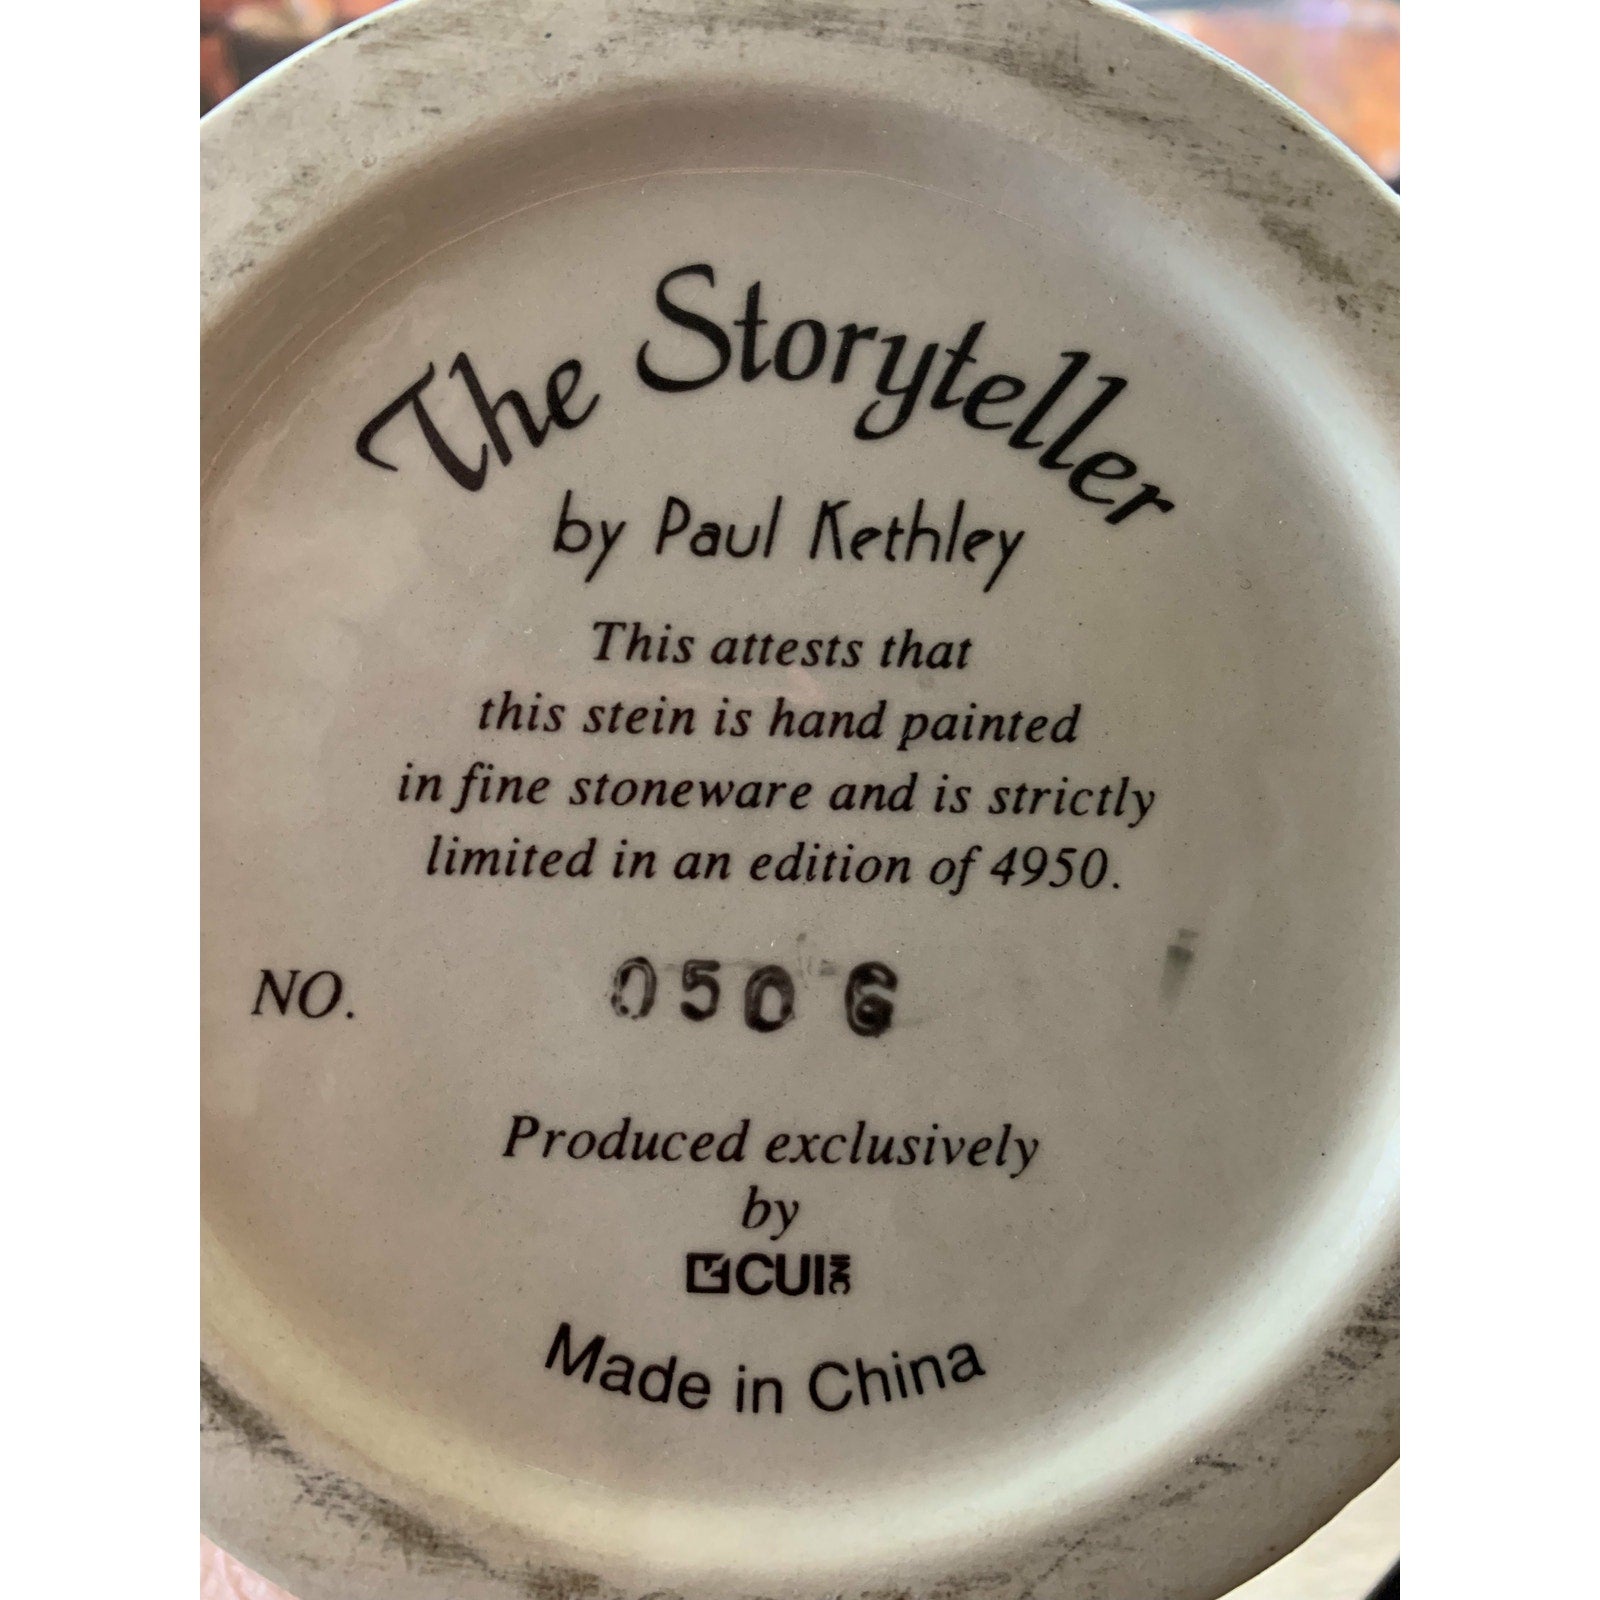 The Storyteller
by Paul Kethley
This attests that
this stein is hand painted
in fine stoneware and is strictly
limited in an edition of 4950.
NO. 0506
Produced exclusively
by
CUI INC
Made in China